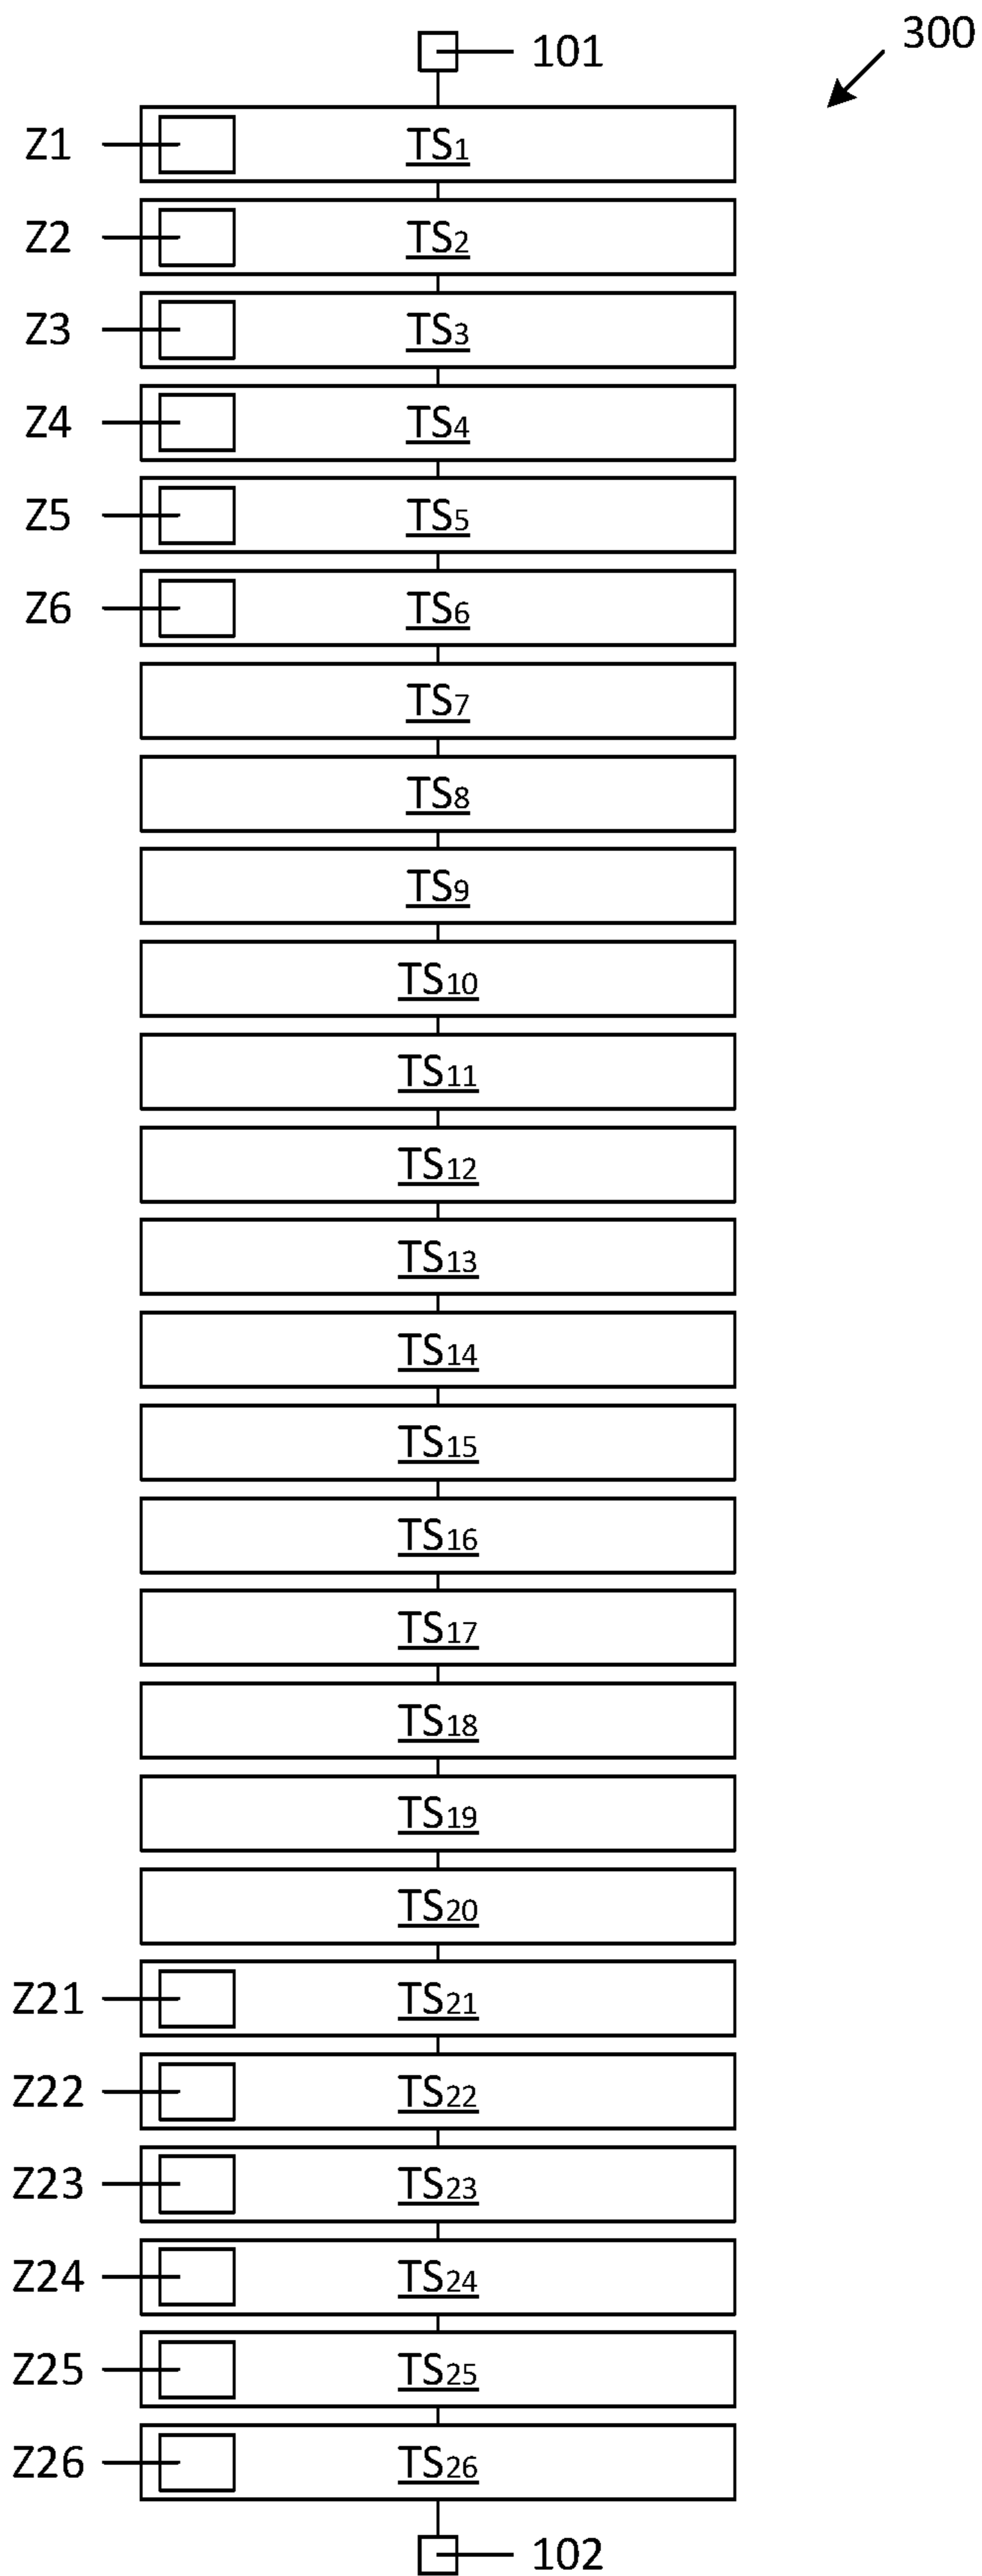 300
101
Z1 TS1
Z2 TS2
Z3 TS3
Z4 TS4
Z5 TS5
Z6 TS6
TS7
TS8
TS9
TS10
TS11
TS12
TS13
TS14
TS15
TS16
TS17
TS18
TS19
TS20
Z21 TS21
Z22 TS22
Z23 TS23
Z24 TS24
Z25 TS25
Z26 TS26
102